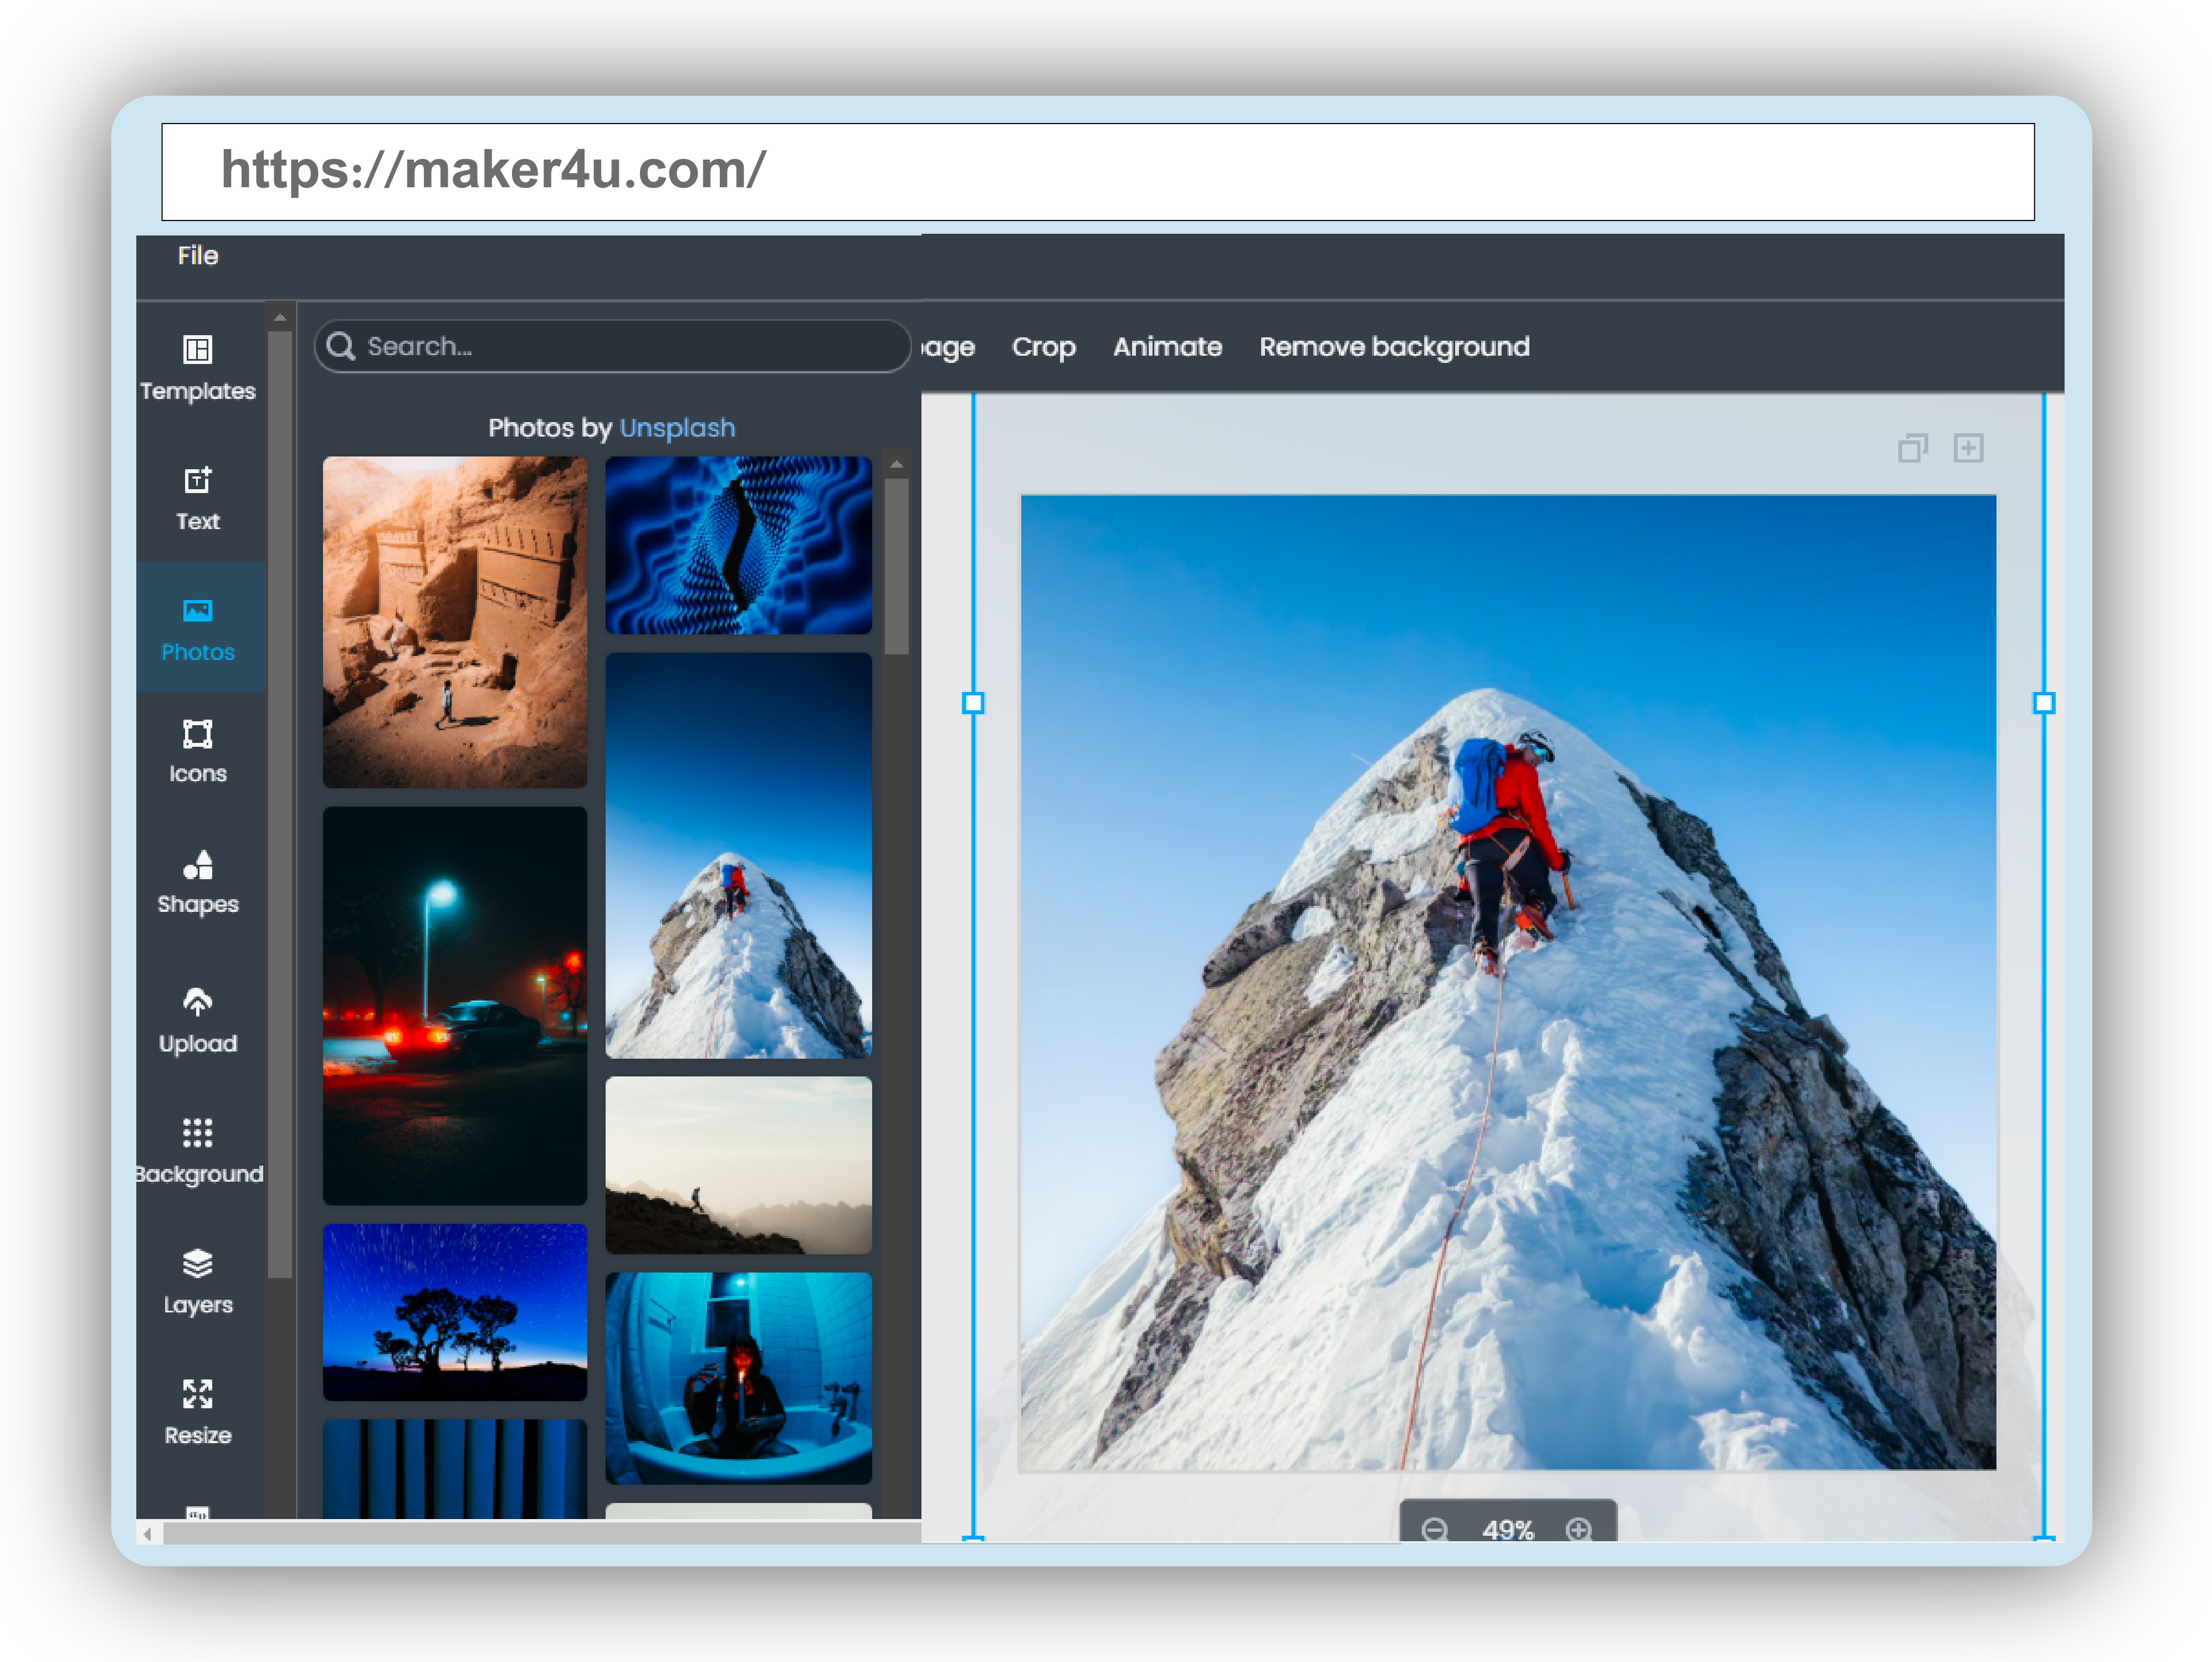 https://maker4u.com/
File
Search...
Crop Animate Remove background
Photos by Unsplash
Templates
Text
Photos
Icons
Shapes
Upload
Background
Layers
Resize
49%